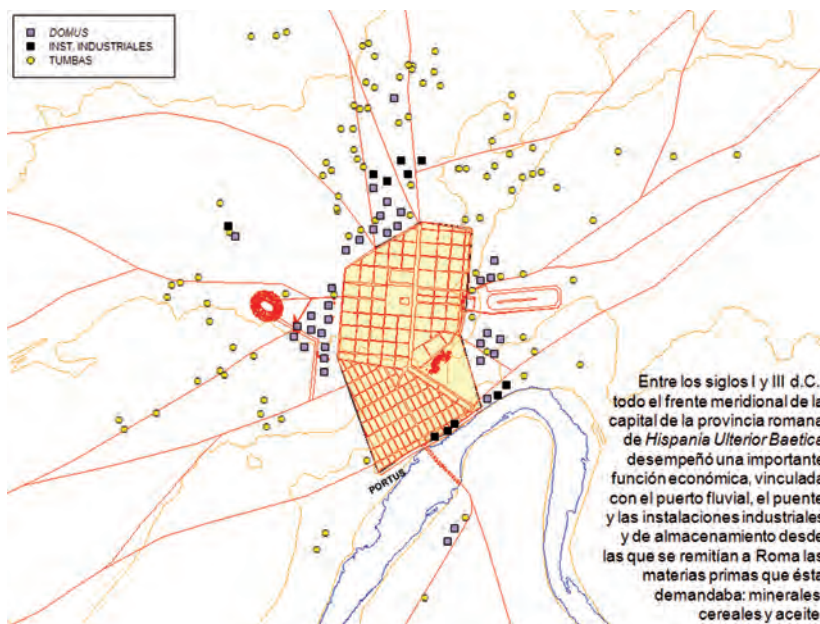 DOMUS
INST. INDUSTRIALES
TUMBAS
PORTUS
Entre los siglos I y III d.C.
todo el frente meridional de la
capital de la provincia romana
de Hispania Ulterior Baetica
desempeñó una importante
función económica, vinculada
con el puerto fluvial, el puente
y las instalaciones industriales
y de almacenamiento desde
las que se remitían a Roma las
materias primas que ésta
demandaba: minerales
cereales y aceite